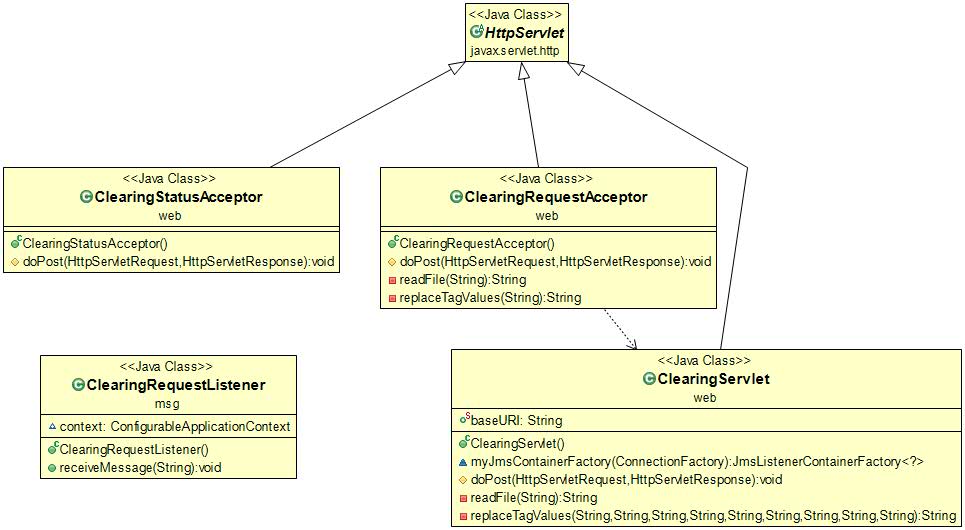 <<Java Class>>
HttpServlet
javax.servlet.http
<<Java Class>>
ClearingStatusAcceptor
web
ClearingStatusAcceptor()
doPost(HttpServletRequest,HttpServletResponse):void
<<Java Class>>
ClearingRequestAcceptor
web
ClearingRequestAcceptor()
doPost(HttpServletRequest,HttpServletResponse):void
readFile(String):String
replaceTagValues(String):String
<<Java Class>>
ClearingRequestListener
msg
context: ConfigurableApplicationContext
ClearingRequestListener()
receiveMessage(String):void
<<Java Class>>
ClearingServlet
web
baseURI: String
ClearingServlet()
myJmsContainerFactory(ConnectionFactory):JmsListenerContainerFactory<?>
doPost(HttpServletRequest,HttpServletResponse):void
readFile(String):String
replaceTagValues(String,String,String,String,String,String,String,String,String):String